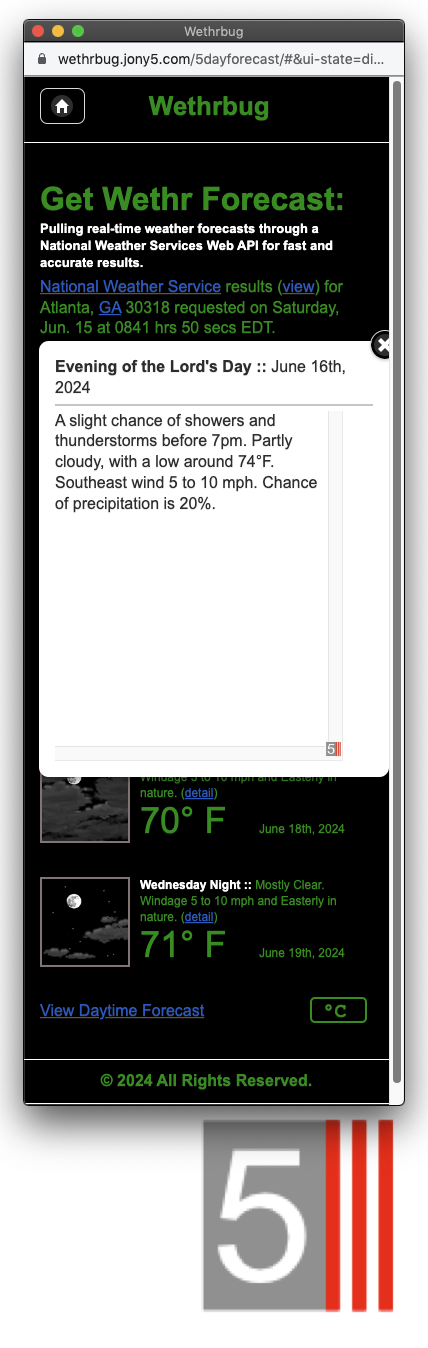 Wethrbug
wethrbug.jony5.com/5dayforecast/#&ui-state=di...
Wethrbug
Get Wethr Forecast:
Pulling real-time weather forecasts through a
National Weather Services Web API for fast and
accurate results.
National Weather Service results (view) for
Atlanta, GA 30318 requested on Saturday,
Jun. 15 at 0841 hrs 50 secs EDT.
Evening of the Lord's Day :: June 16th,
2024
A slight chance of showers and
thunderstorms before 7pm. Partly
cloudy, with a low around 74°F.
Southeast wind 5 to 10 mph. Chance
of precipitation is 20%.
5
Windage 5 to 10 mph and Easterly in
nature. (detail)
70° F June 18th, 2024
Wednesday Night :: Mostly Clear.
Windage 5 to 10 mph and Easterly in
nature. (detail)
71° F June 19th, 2024
View Daytime Forecast °C
© 2024 All Rights Reserved.
5